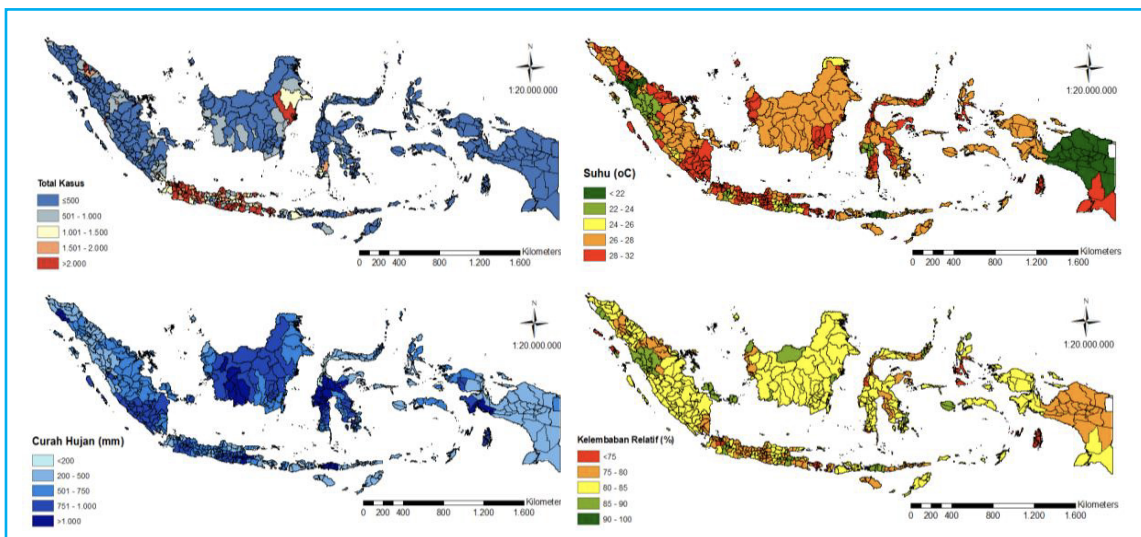 N
1:20.000.000
Total Kasus
≤500
501 - 1.000
1.001 - 1.500
1.501 - 2.000
>2.000
Kilometers
0 200 400 800 1.200 1.600
N
1:20.000.000
Suhu (oC)
< 22
22 - 24
24 - 26
26 - 28
28 - 32
Kilometers
0 200 400 800 1.200 1.600
N
1:20.000.000
Curah Hujan (mm)
<200
200 - 500
501 - 750
751 - 1.000
>1.000
Kilometers
0 200 400 800 1.200 1.600
N
1:20.000.000
Kelembaban Relatif (%)
<75
75 - 80
80 - 85
85 - 90
90 - 100
Kilometers
0 200 400 800 1.200 1.600